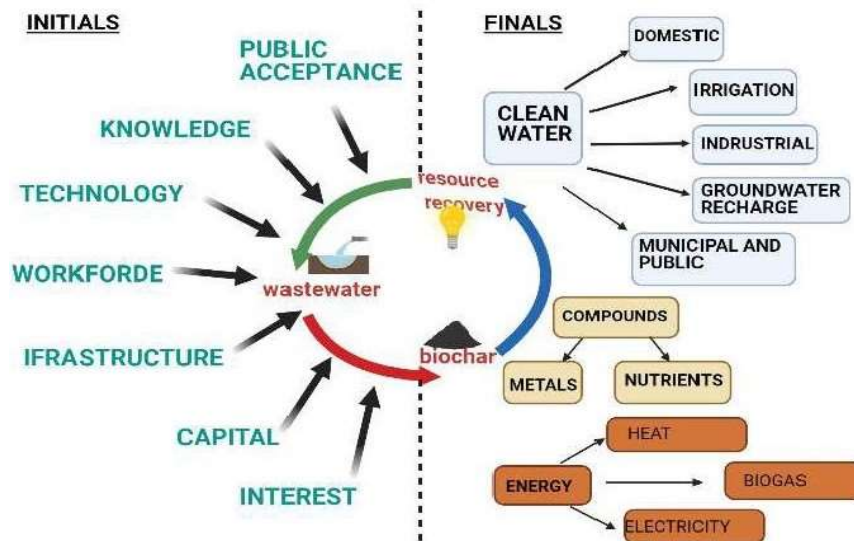 INITIALS
PUBLIC
ACCEPTANCE
KNOWLEDGE
TECHNOLOGY
WORKFORDE
IFRASTRUCTURE
CAPITAL
INTEREST
resource
recovery
wastewater
biochar
FINALS
CLEAN
WATER
DOMESTIC
IRRIGATION
INDRUSTRIAL
GROUNDWATER
RECHARGE
MUNICIPAL AND
PUBLIC
COMPOUNDS
METALS
NUTRIENTS
ENERGY
HEAT
BIOGAS
ELECTRICITY